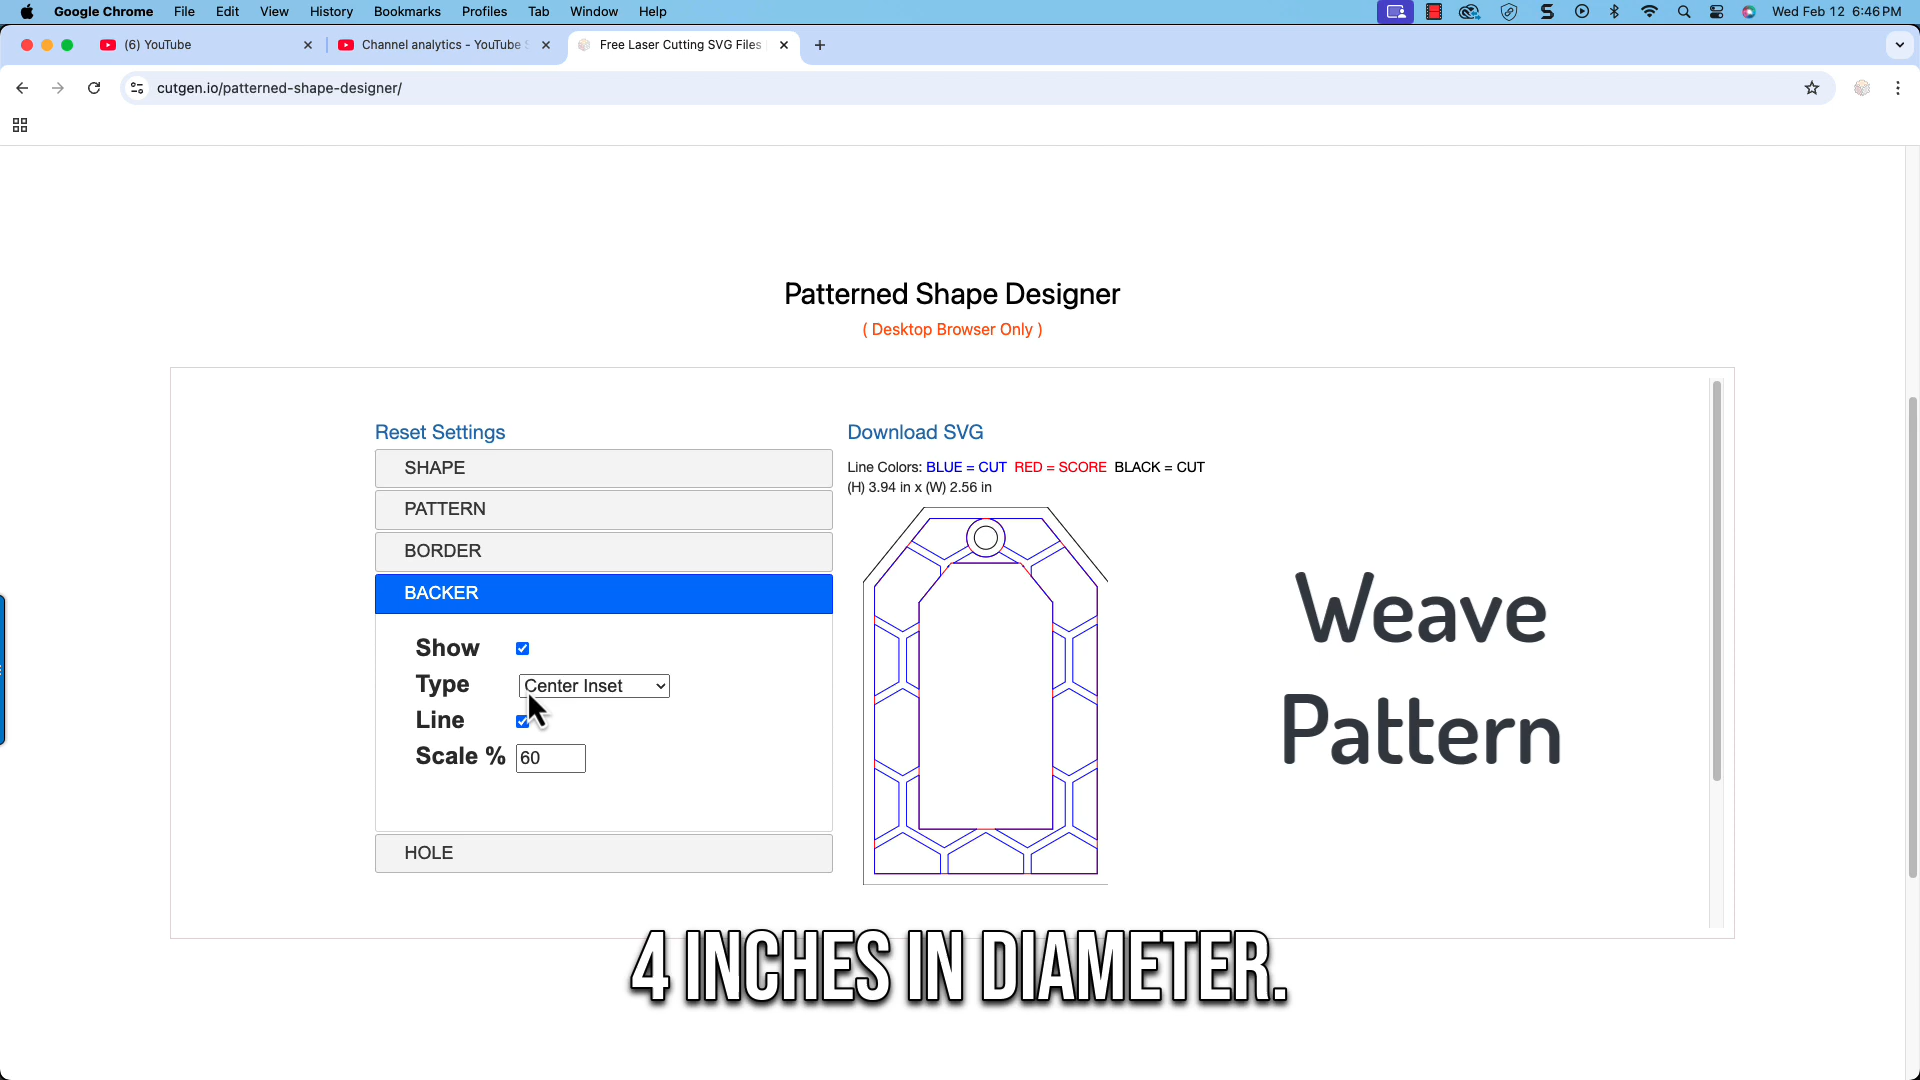 Google Chrome File Edit View History Bookmarks Profiles Tab Window Help
Wed Feb 12 6:46 PM
(6) YouTube
Channel analytics - YouTube S
Free Laser Cutting SVG Files
cutgen.io/patterned-shape-designer/
Patterned Shape Designer
( Desktop Browser Only )
Reset Settings
SHAPE
PATTERN
BORDER
BACKER
Show
Type Center Inset
Line
Scale % 60
HOLE
Download SVG
Line Colors: BLUE = CUT RED = SCORE BLACK = CUT
(H) 3.94 in x (W) 2.56 in
Weave
Pattern
4 INCHES IN DIAMETER.